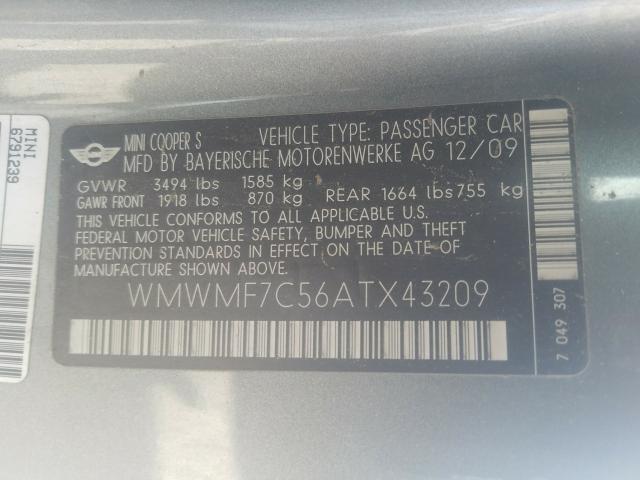 MINI COOPER S VEHICLE TYPE: PASSENGER CAR
MFD BY BAYERISCHE MOTORENWERKE AG 12/09
GVWR 3494 lbs 1585 kg
GAWR FRONT 1918 lbs 870 kg REAR 1664 lbs 755 kg
THIS VEHICLE CONFORMS TO ALL APPLICABLE U.S.
FEDERAL MOTOR VEHICLE SAFETY, BUMPER AND THEFT
PREVENTION STANDARDS IN EFFECT ON THE DATE OF
MANUFACTURE SHOWN ABOVE.
WMWMF7C56ATX43209
7 049 307
MINI
6791239